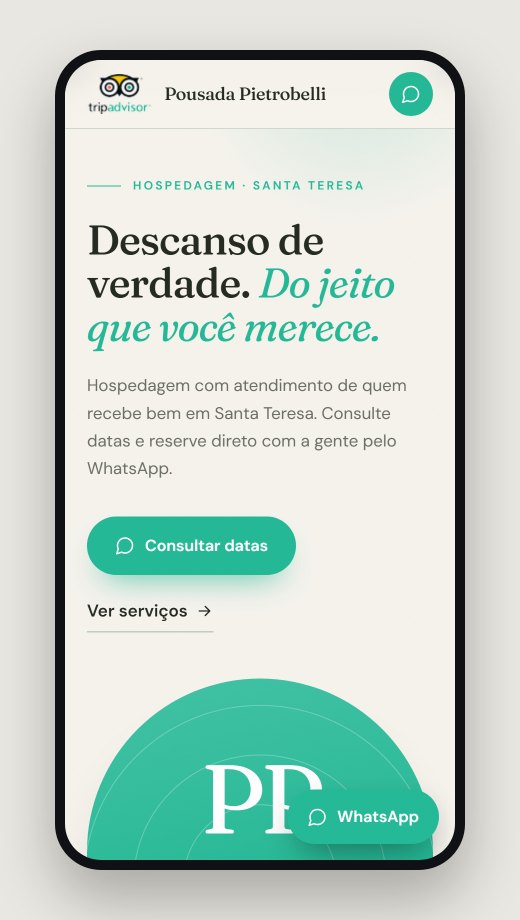 tripadvisor
Pousada Pietrobelli
HOSPEDAGEM · SANTA TERESA
Descanso de
verdade. Do jeito
que você merece.
Hospedagem com atendimento de quem
recebe bem em Santa Teresa. Consulte
datas e reserve direto com a gente pelo
WhatsApp.
Consultar datas
Ver serviços →
PP
WhatsApp